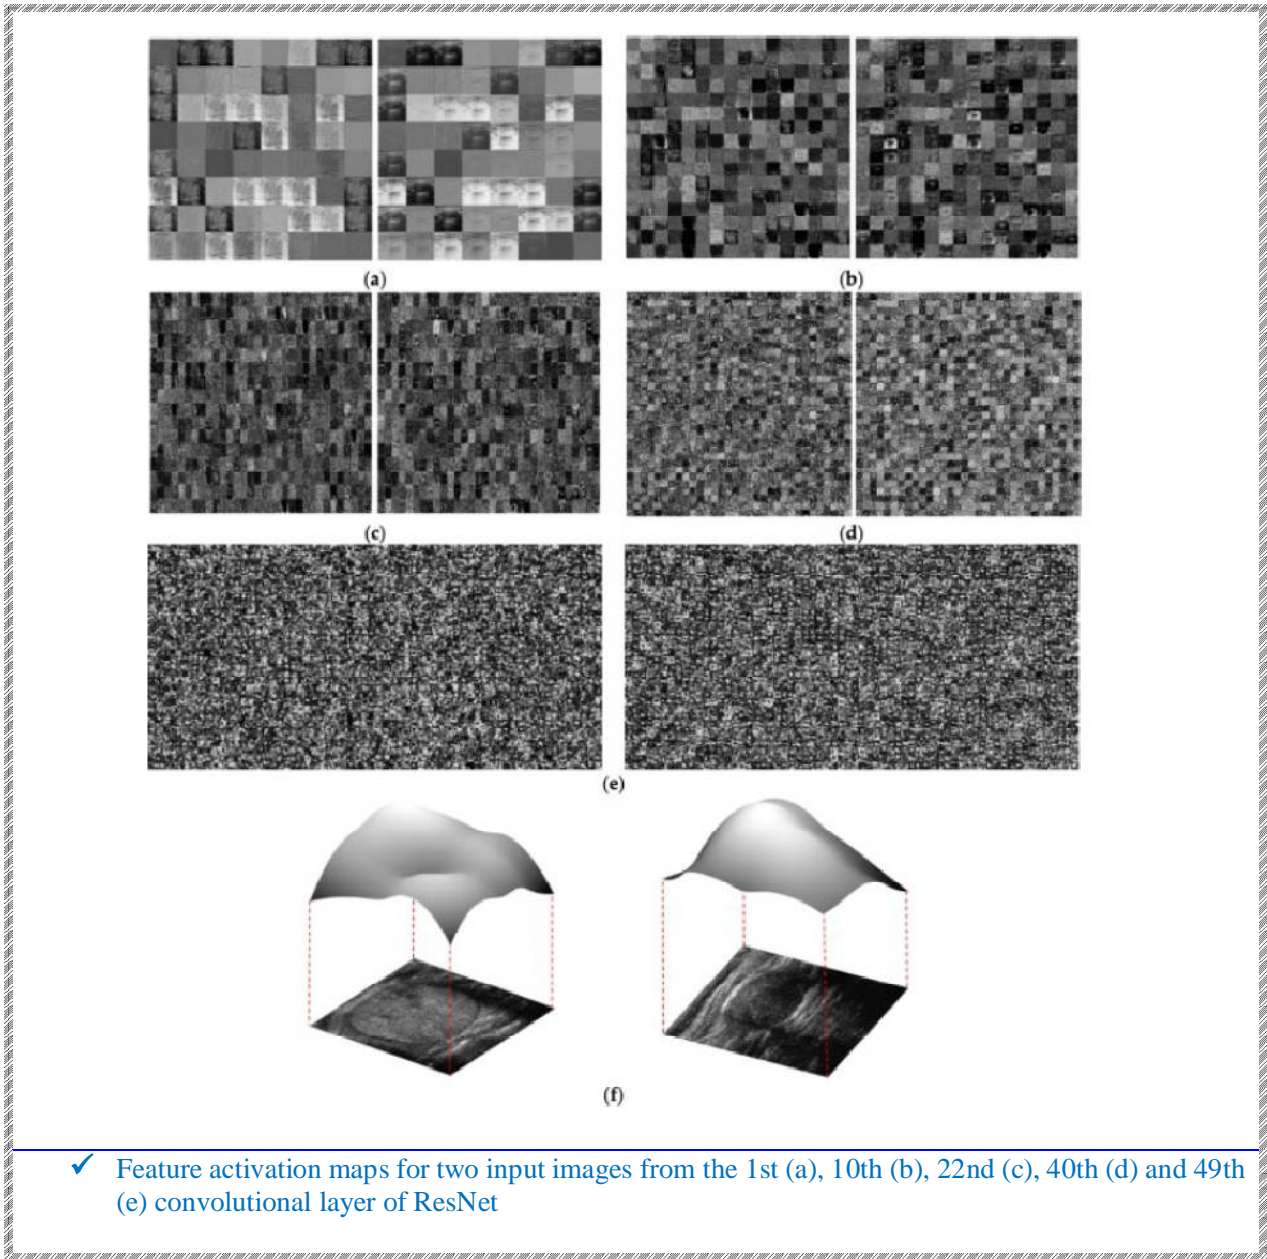 (a)
(b)
(c)
(d)
(e)
(f)
✓ Feature activation maps for two input images from the 1st (a), 10th (b), 22nd (c), 40th (d) and 49th
(e) convolutional layer of ResNet